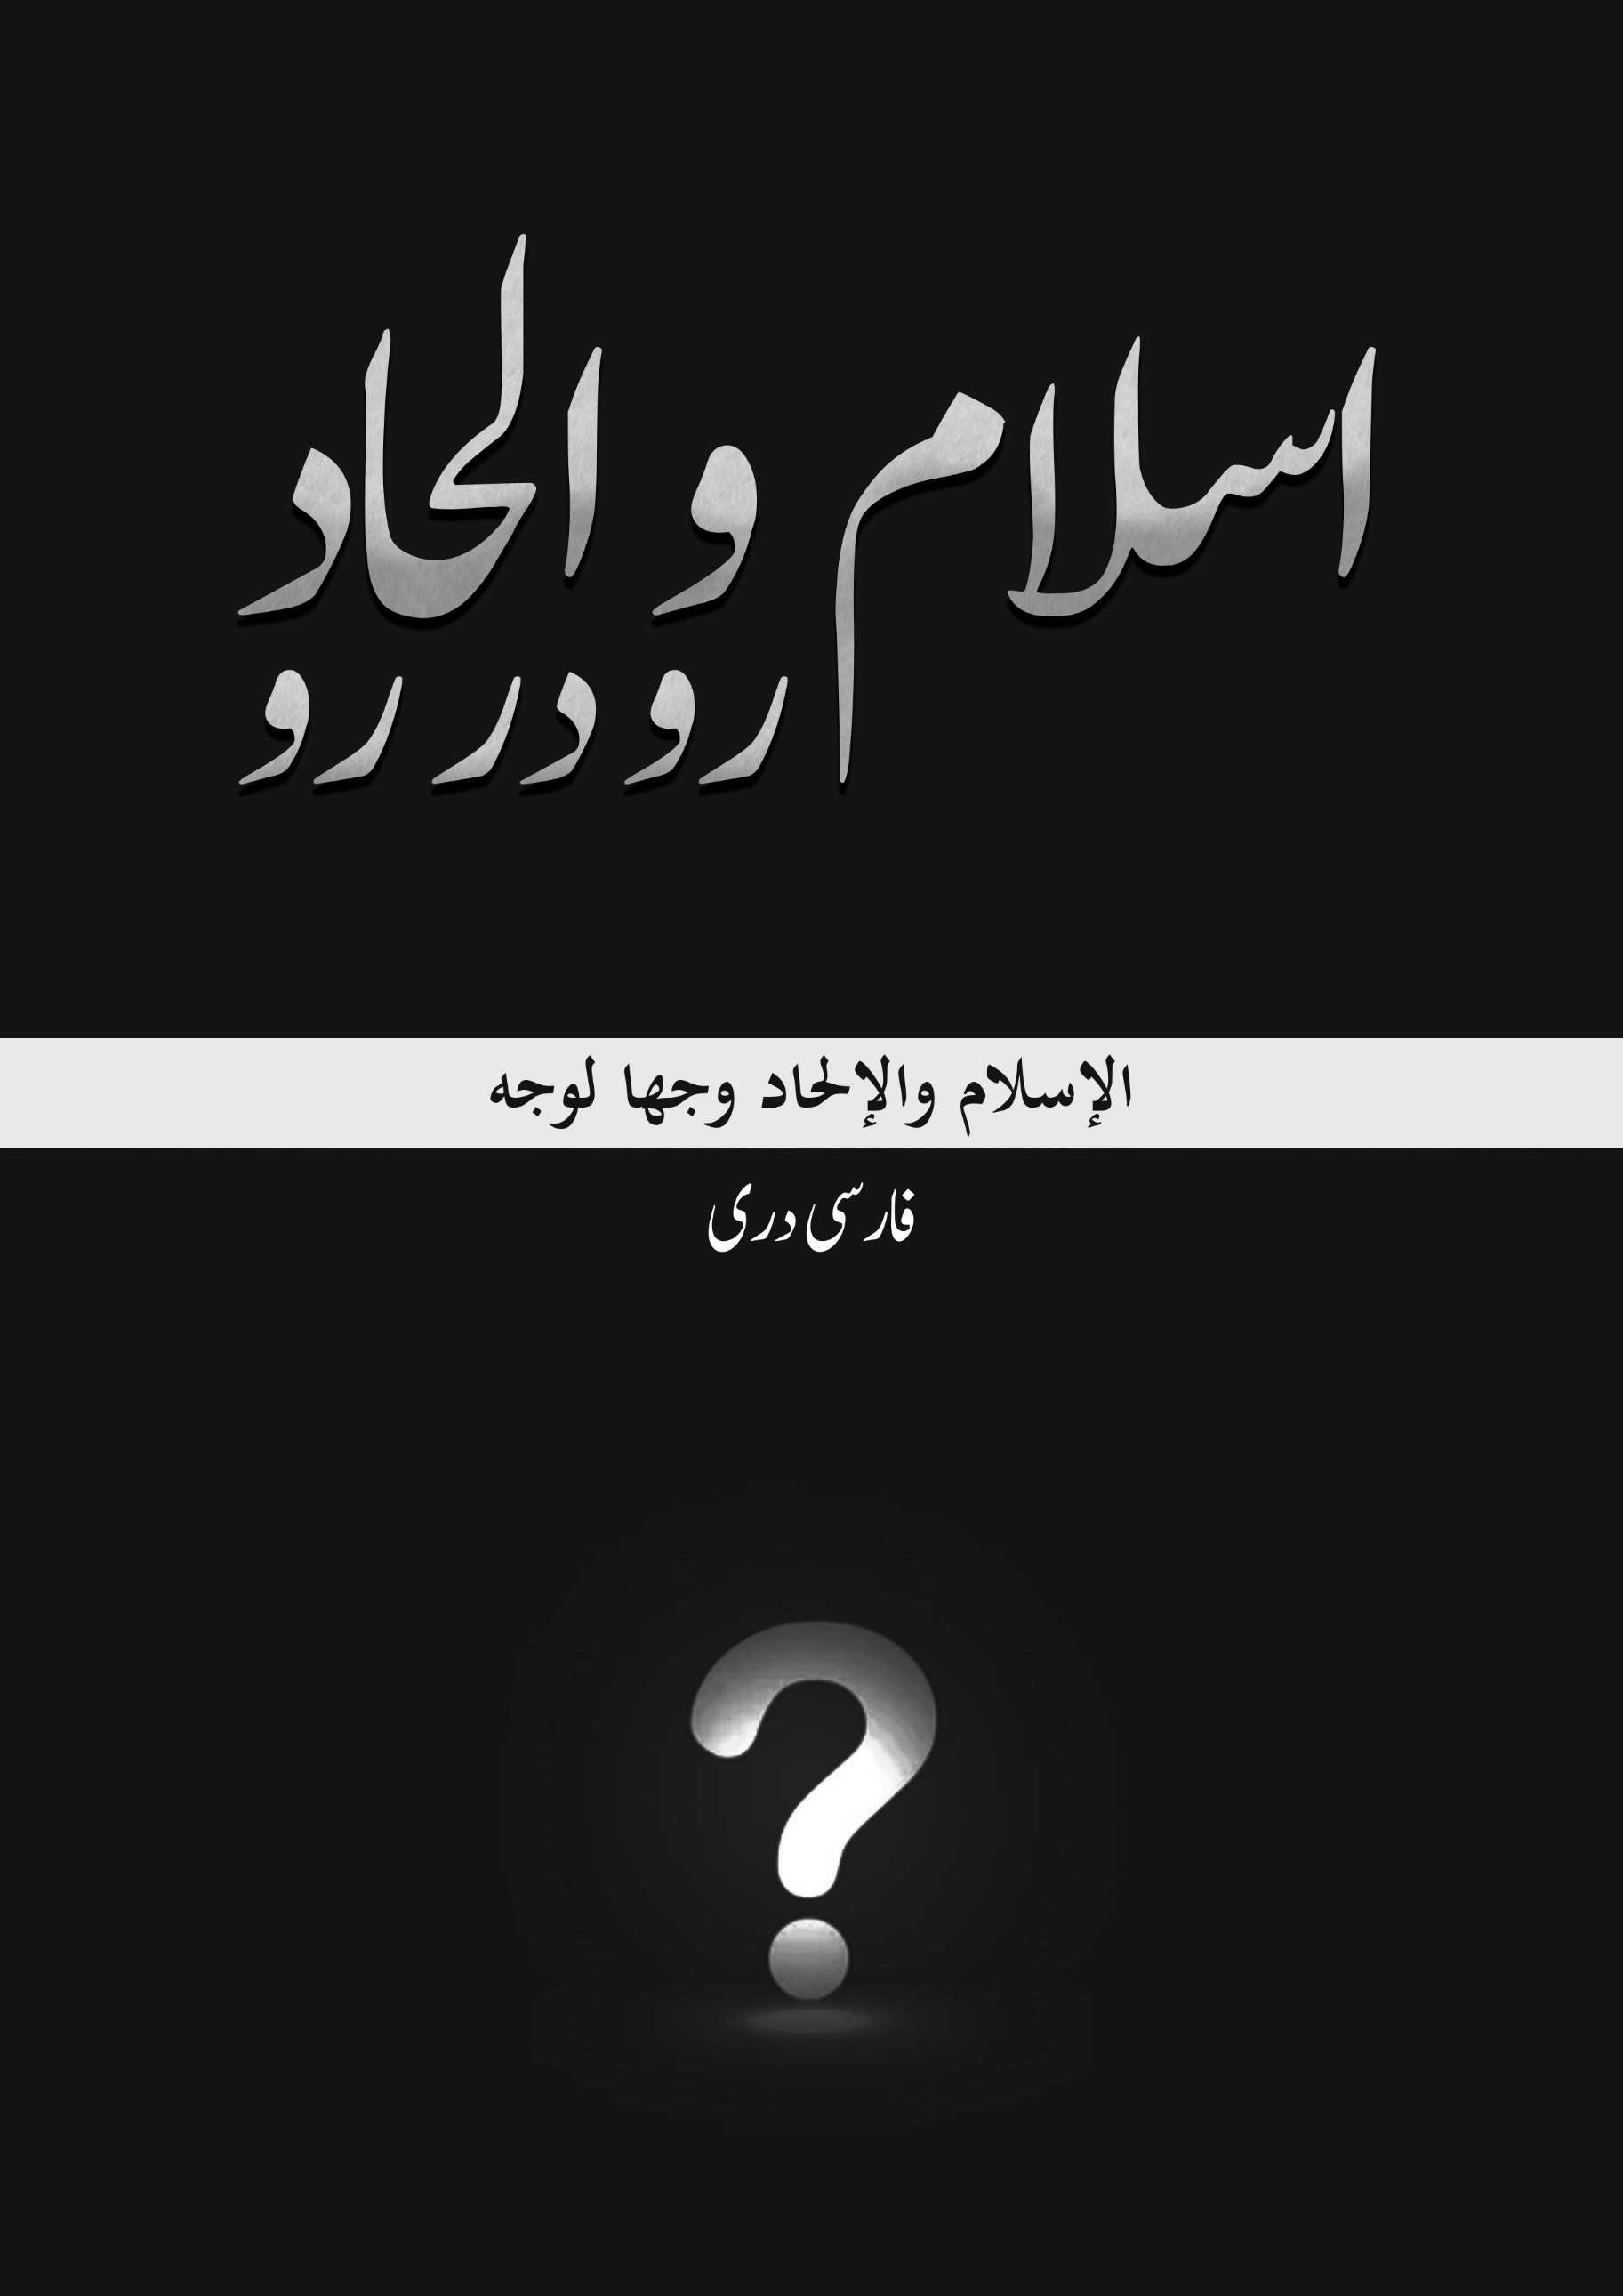 اسلام و الحاد
رو در رو
الإسلام والإلحاد وجها لوجه
فارسی دری
?